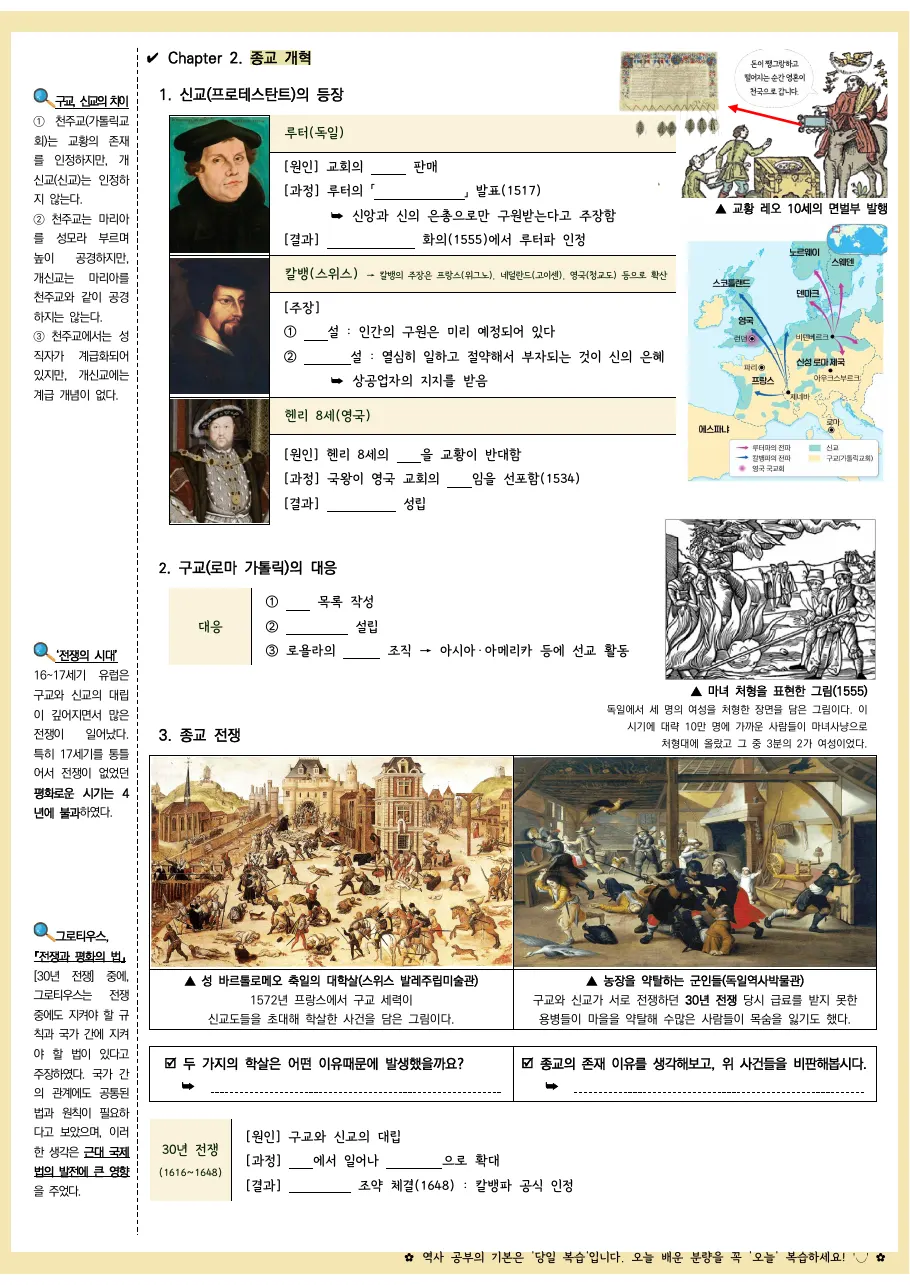 ✔ Chapter 2. 종교 개혁
구교, 신교의 차이
① 천주교(가톨릭교
회)는 교황의 존재
를 인정하지만, 개
신교(신교)는 인정하
지 않는다.
② 천주교는 마리아
를 성모라 부르며
높이 공경하지만,
개신교는 마리아를
천주교와 같이 공경
하지는 않는다.
③ 천주교에서는 성
직자가 계급화되어
있지만, 개신교에는
계급 개념이 없다.
'전쟁의 시대'
16~17세기 유럽은
구교와 신교의 대립
이 깊어지면서 많은
전쟁이 일어났다.
특히 17세기를 통틀
어서 전쟁이 없었던
평화로운 시기는 4
년에 불과하였다.
그로티우스,
『전쟁과 평화의 법』
[30년 전쟁] 중에,
그로티우스는 전쟁
중에도 지켜야 할 규
칙과 국가 간에 지켜
야 할 법이 있다고
주장하였다. 국가 간
의 관계에도 공통된
법과 원칙이 필요하
다고 보았으며, 이러
한 생각은 근대 국제
법의 발전에 큰 영향
을 주었다.
1. 신교(프로테스탄트)의 등장
루터(독일)
[원인] 교회의 _____ 판매
[과정] 루터의 「_____________」 발표(1517)
➥ 신앙과 신의 은총으로만 구원받는다고 주장함
[결과] _____________ 화의(1555)에서 루터파 인정
칼뱅(스위스) → 칼뱅의 주장은 프랑스(위그노), 네덜란드(고이센), 영국(청교도) 등으로 확산
[주장]
① ___설 : 인간의 구원은 미리 예정되어 있다
② ______설 : 열심히 일하고 절약해서 부자되는 것이 신의 은혜
➥ 상공업자의 지지를 받음
헨리 8세(영국)
[원인] 헨리 8세의 ___을 교황이 반대함
[과정] 국왕이 영국 교회의 ___임을 선포함(1534)
[결과] _________ 성립
돈이 쨍그랑하고
떨어지는 순간 영혼이
천국으로 갑니다.
▲ 교황 레오 10세의 면벌부 발행
노르웨이
스웨덴
스코틀랜드
덴마크
영국
런던
비텐베르크
신성 로마 제국
파리
아우크스부르크
프랑스
제네바
에스파냐
로마
루터파의 전파
신교
칼뱅파의 전파
구교(가톨릭교회)
영국 국교회
2. 구교(로마 가톨릭)의 대응
대응
① ___ 목록 작성
② ________ 설립
③ 로욜라의 _____ 조직 → 아시아·아메리카 등에 선교 활동
▲ 마녀 처형을 표현한 그림(1555)
독일에서 세 명의 여성을 처형한 장면을 담은 그림이다. 이
시기에 대략 10만 명에 가까운 사람들이 마녀사냥으로
처형대에 올랐고 그 중 3분의 2가 여성이었다.
3. 종교 전쟁
▲ 성 바르톨로메오 축일의 대학살(스위스 발레주립미술관)
1572년 프랑스에서 구교 세력이
신교도들을 초대해 학살한 사건을 담은 그림이다.
▲ 농장을 약탈하는 군인들(독일역사박물관)
구교와 신교가 서로 전쟁하던 30년 전쟁 당시 급료를 받지 못한
용병들이 마을을 약탈해 수많은 사람들이 목숨을 잃기도 했다.
☑ 두 가지의 학살은 어떤 이유때문에 발생했을까요?
➥
☑ 종교의 존재 이유를 생각해보고, 위 사건들을 비판해봅시다.
➥
30년 전쟁
(1616~1648)
[원인] 구교와 신교의 대립
[과정] ___에서 일어나 _______으로 확대
[결과] ________ 조약 체결(1648) : 칼뱅파 공식 인정
✿ 역사 공부의 기본은 '당일 복습'입니다. 오늘 배운 분량을 꼭 '오늘' 복습하세요! '◡' ✿